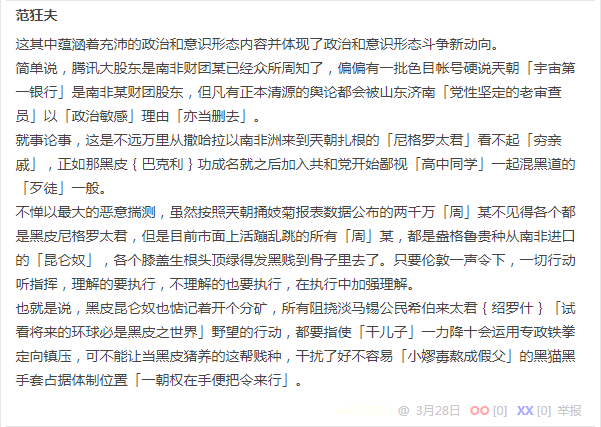 范狂夫
这其中蕴涵着充沛的政治和意识形态内容并体现了政治和意识形态斗争新动向。
简单说，腾讯大股东是南非财团某已经众所周知了，偏偏有一批色目帐号硬说天朝「宇宙第
一银行」是南非某财团股东，但凡有正本清源的舆论都会被山东济南「党性坚定的老审查
员」以「政治敏感」理由「亦当删去」。
就事论事，这是不远万里从撒哈拉以南非洲来到天朝扎根的「尼格罗太君」看不起「穷亲
戚」，正如那黑皮｛巴克利｝功成名就之后加入共和党开始鄙视「高中同学」一起混黑道的
「歹徒」一般。
不惮以最大的恶意揣测，虽然按照天朝捅妓菊报表数据公布的两千万「周」某不见得各个都
是黑皮尼格罗太君，但是目前市面上活蹦乱跳的所有「周」某，都是盎格鲁贵种从南非进口
的「昆仑奴」，各个膝盖生根头顶绿得发黑贱到骨子里去了。只要伦敦一声令下，一切行动
听指挥，理解的要执行，不理解的也要执行，在执行中加强理解。
也就是说，黑皮昆仑奴也惦记着开个分矿，所有阻挠淡马锡公民希伯来太君｛绍罗什｝「试
看将来的环球必是黑皮之世界」野望的行动，都要指使「干儿子」一力降十会运用专政铁拳
定向镇压，可不能让当黑皮猪养的这帮贱种，干扰了好不容易「小嫪毐熬成假父」的黑猫黑
手套占据体制位置「一朝权在手便把令来行」。
@ 3月28日 OO [0] XX [0] 举报